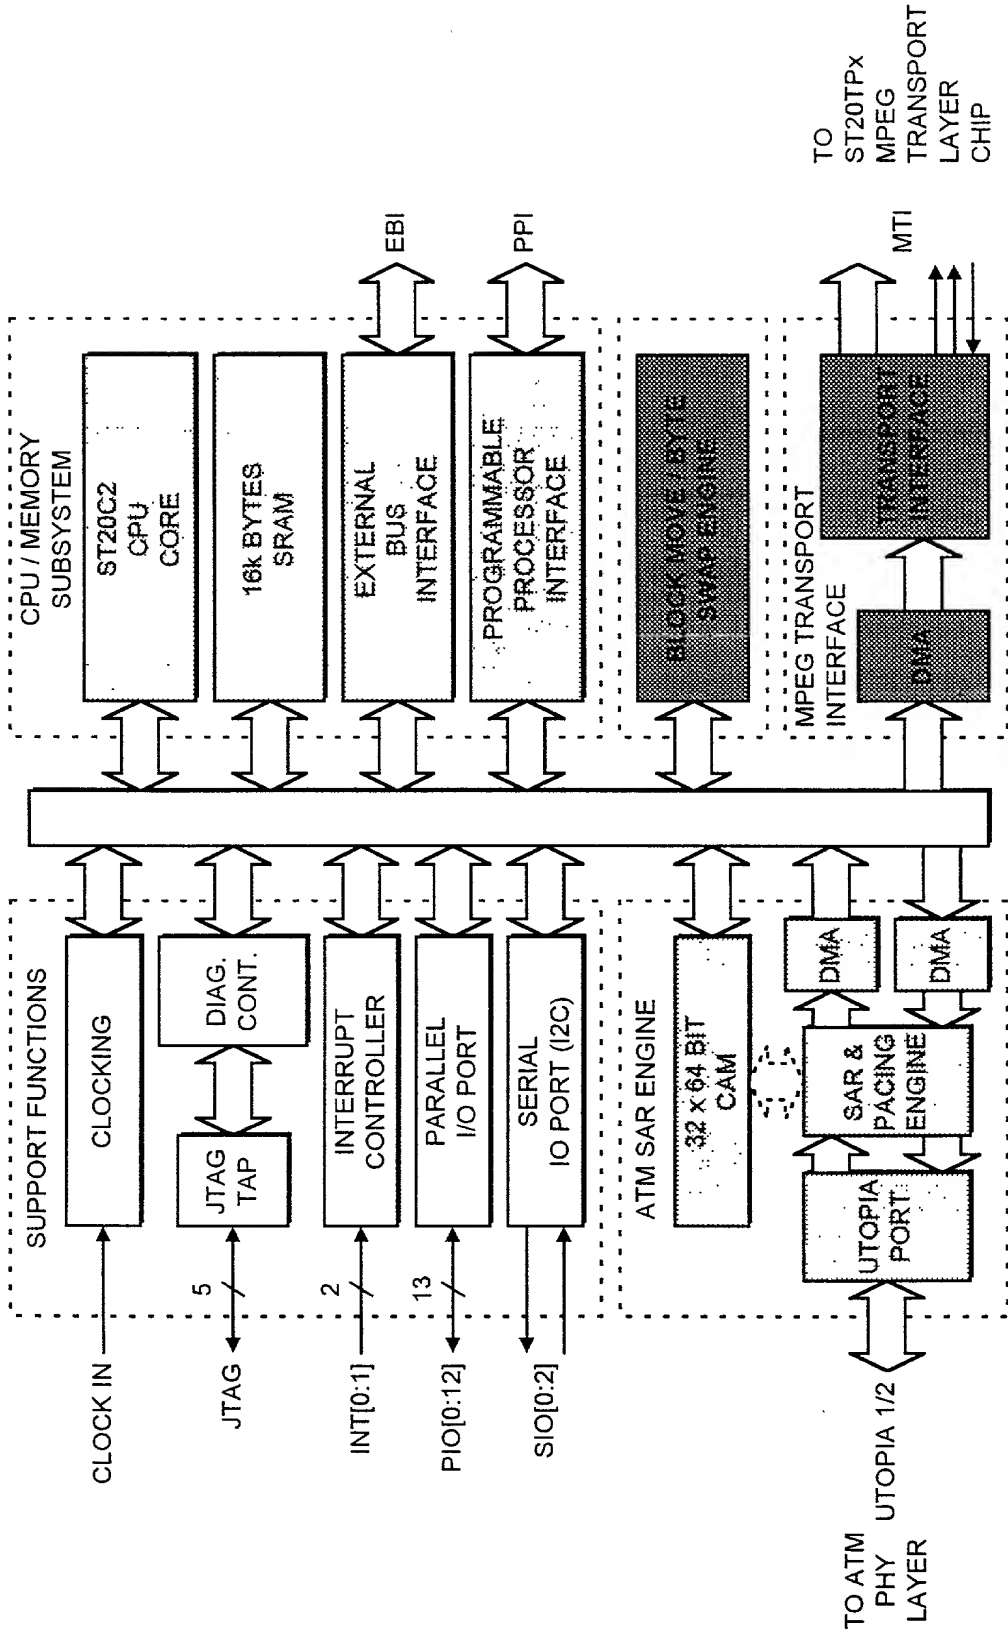 SUPPORT FUNCTIONS
CLOCK IN
CLOCKING
JTAG
5
JTAG
TAP
DIAG.
CONT.
INT[0:1]
2
INTERRUPT
CONTROLLER
PIO[0:12]
13
PARALLEL
I/O PORT
SIO[0:2]
SERIAL
IO PORT (I2C)
ATM SAR ENGINE
32 x 64 BIT
CAM
DMA
DMA
SAR &
PACING
ENGINE
UTOPIA
PORT
UTOPIA 1/2
TO ATM
PHY
LAYER
CPU / MEMORY
SUBSYSTEM
ST20C2
CPU
CORE
16k BYTES
SRAM
EXTERNAL
BUS
INTERFACE
EBI
PROGRAMMABLE
PROCESSOR
INTERFACE
PPI
BLOCK MOVE / BYTE
SWAP ENGINE
MPEG TRANSPORT
INTERFACE
DMA
TRANSPORT
INTERFACE
MTI
TO
ST20TPx
MPEG
TRANSPORT
LAYER
CHIP